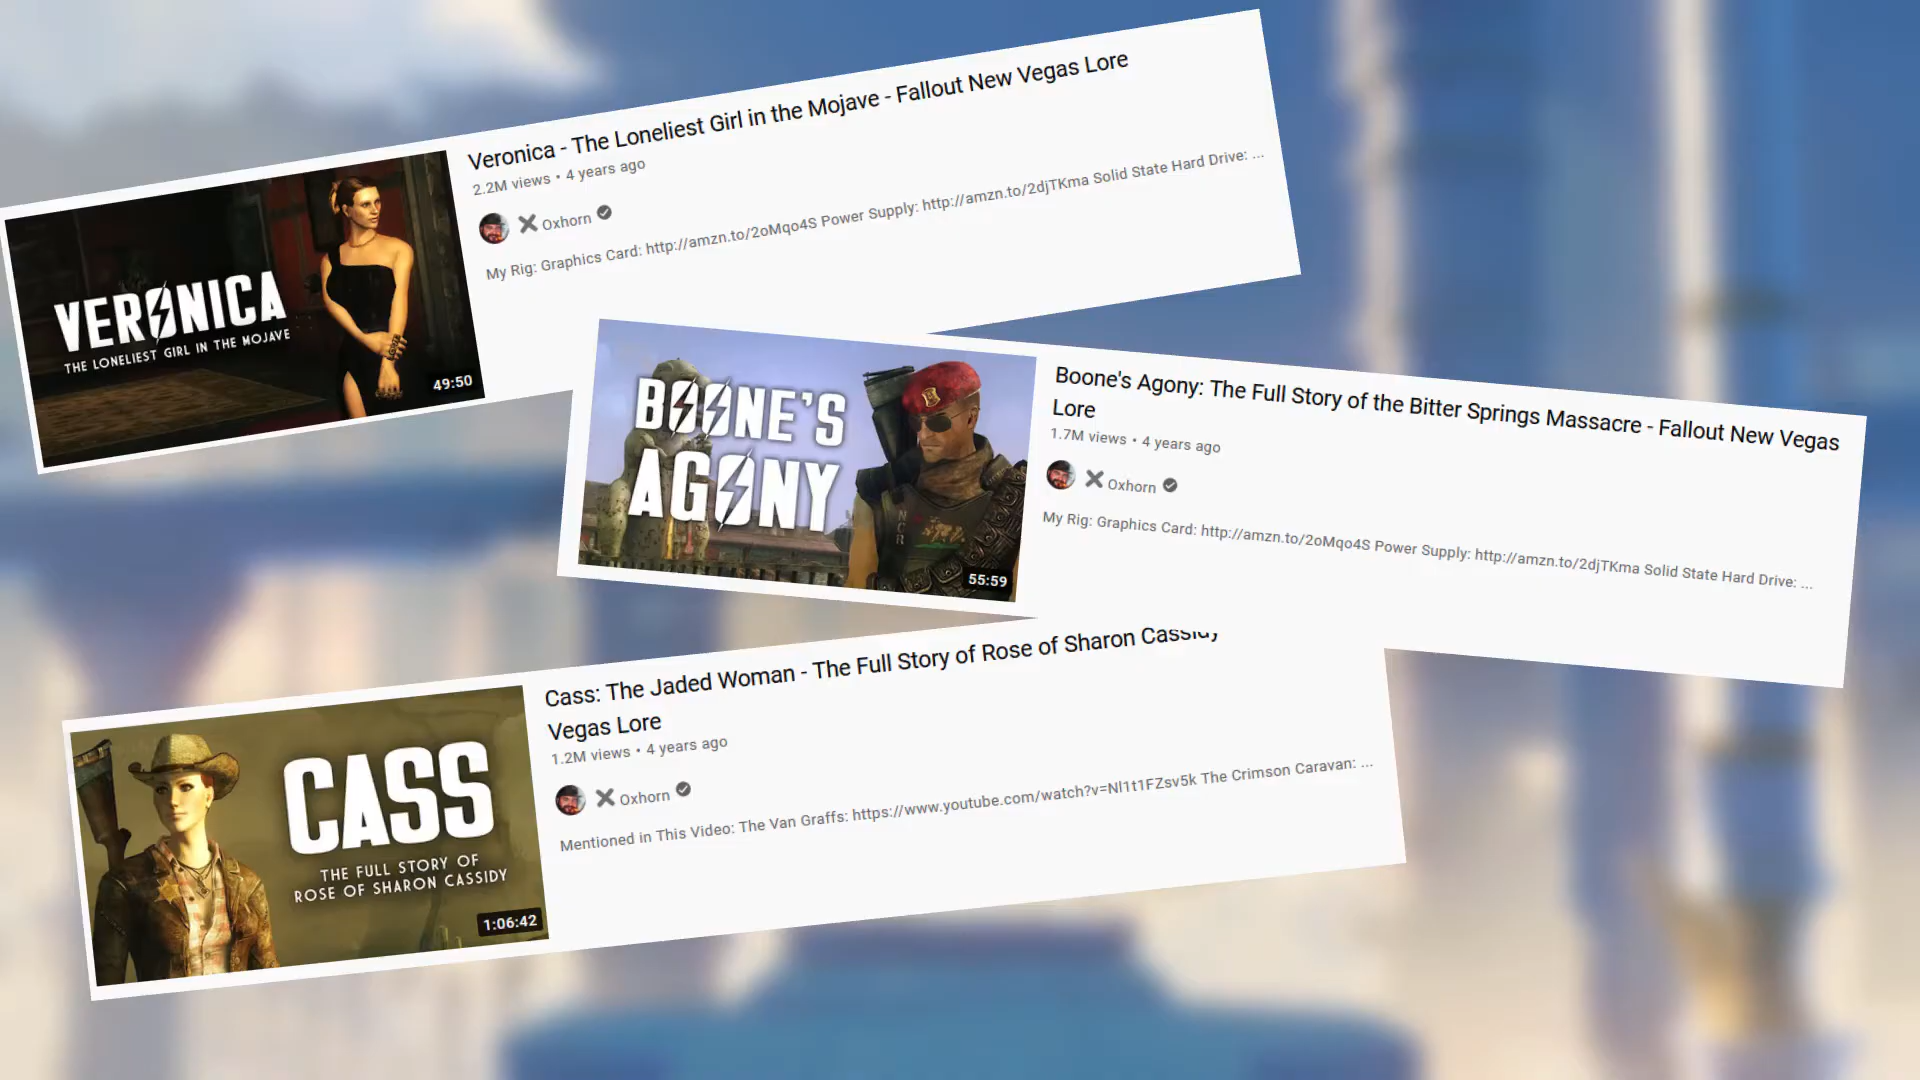 Veronica - The Loneliest Girl in the Mojave - Fallout New Vegas Lore
2.2M views • 4 years ago
Oxhorn
My Rig: Graphics Card: http://amzn.to/2oMqo4S Power Supply: http://amzn.to/2djTKma Solid State Hard Drive: ...
VERONICA
THE LONELIEST GIRL IN THE MOJAVE
49:50
Boone's Agony: The Full Story of the Bitter Springs Massacre - Fallout New Vegas
Lore
1.7M views • 4 years ago
Oxhorn
My Rig: Graphics Card: http://amzn.to/2oMqo4S Power Supply: http://amzn.to/2djTKma Solid State Hard Drive: ...
BOONE'S
AGONY
NCR
55:59
Cass: The Jaded Woman - The Full Story of Rose of Sharon Cassidy
Vegas Lore
1.2M views • 4 years ago
Oxhorn
Mentioned in This Video: The Van Graffs: https://www.youtube.com/watch?v=Nl1t1FZsv5k The Crimson Caravan: ...
CASS
THE FULL STORY OF
ROSE OF SHARON CASSIDY
1:06:42